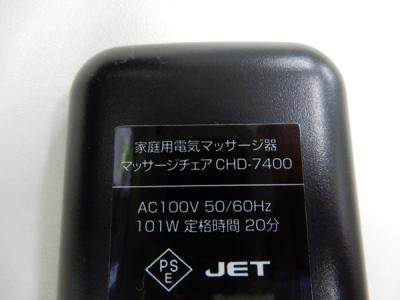 家庭用電気マッサージ器
マッサージチェア CHD-7400
AC100V 50/60Hz
101W 定格時間 20分
PS
E
JET